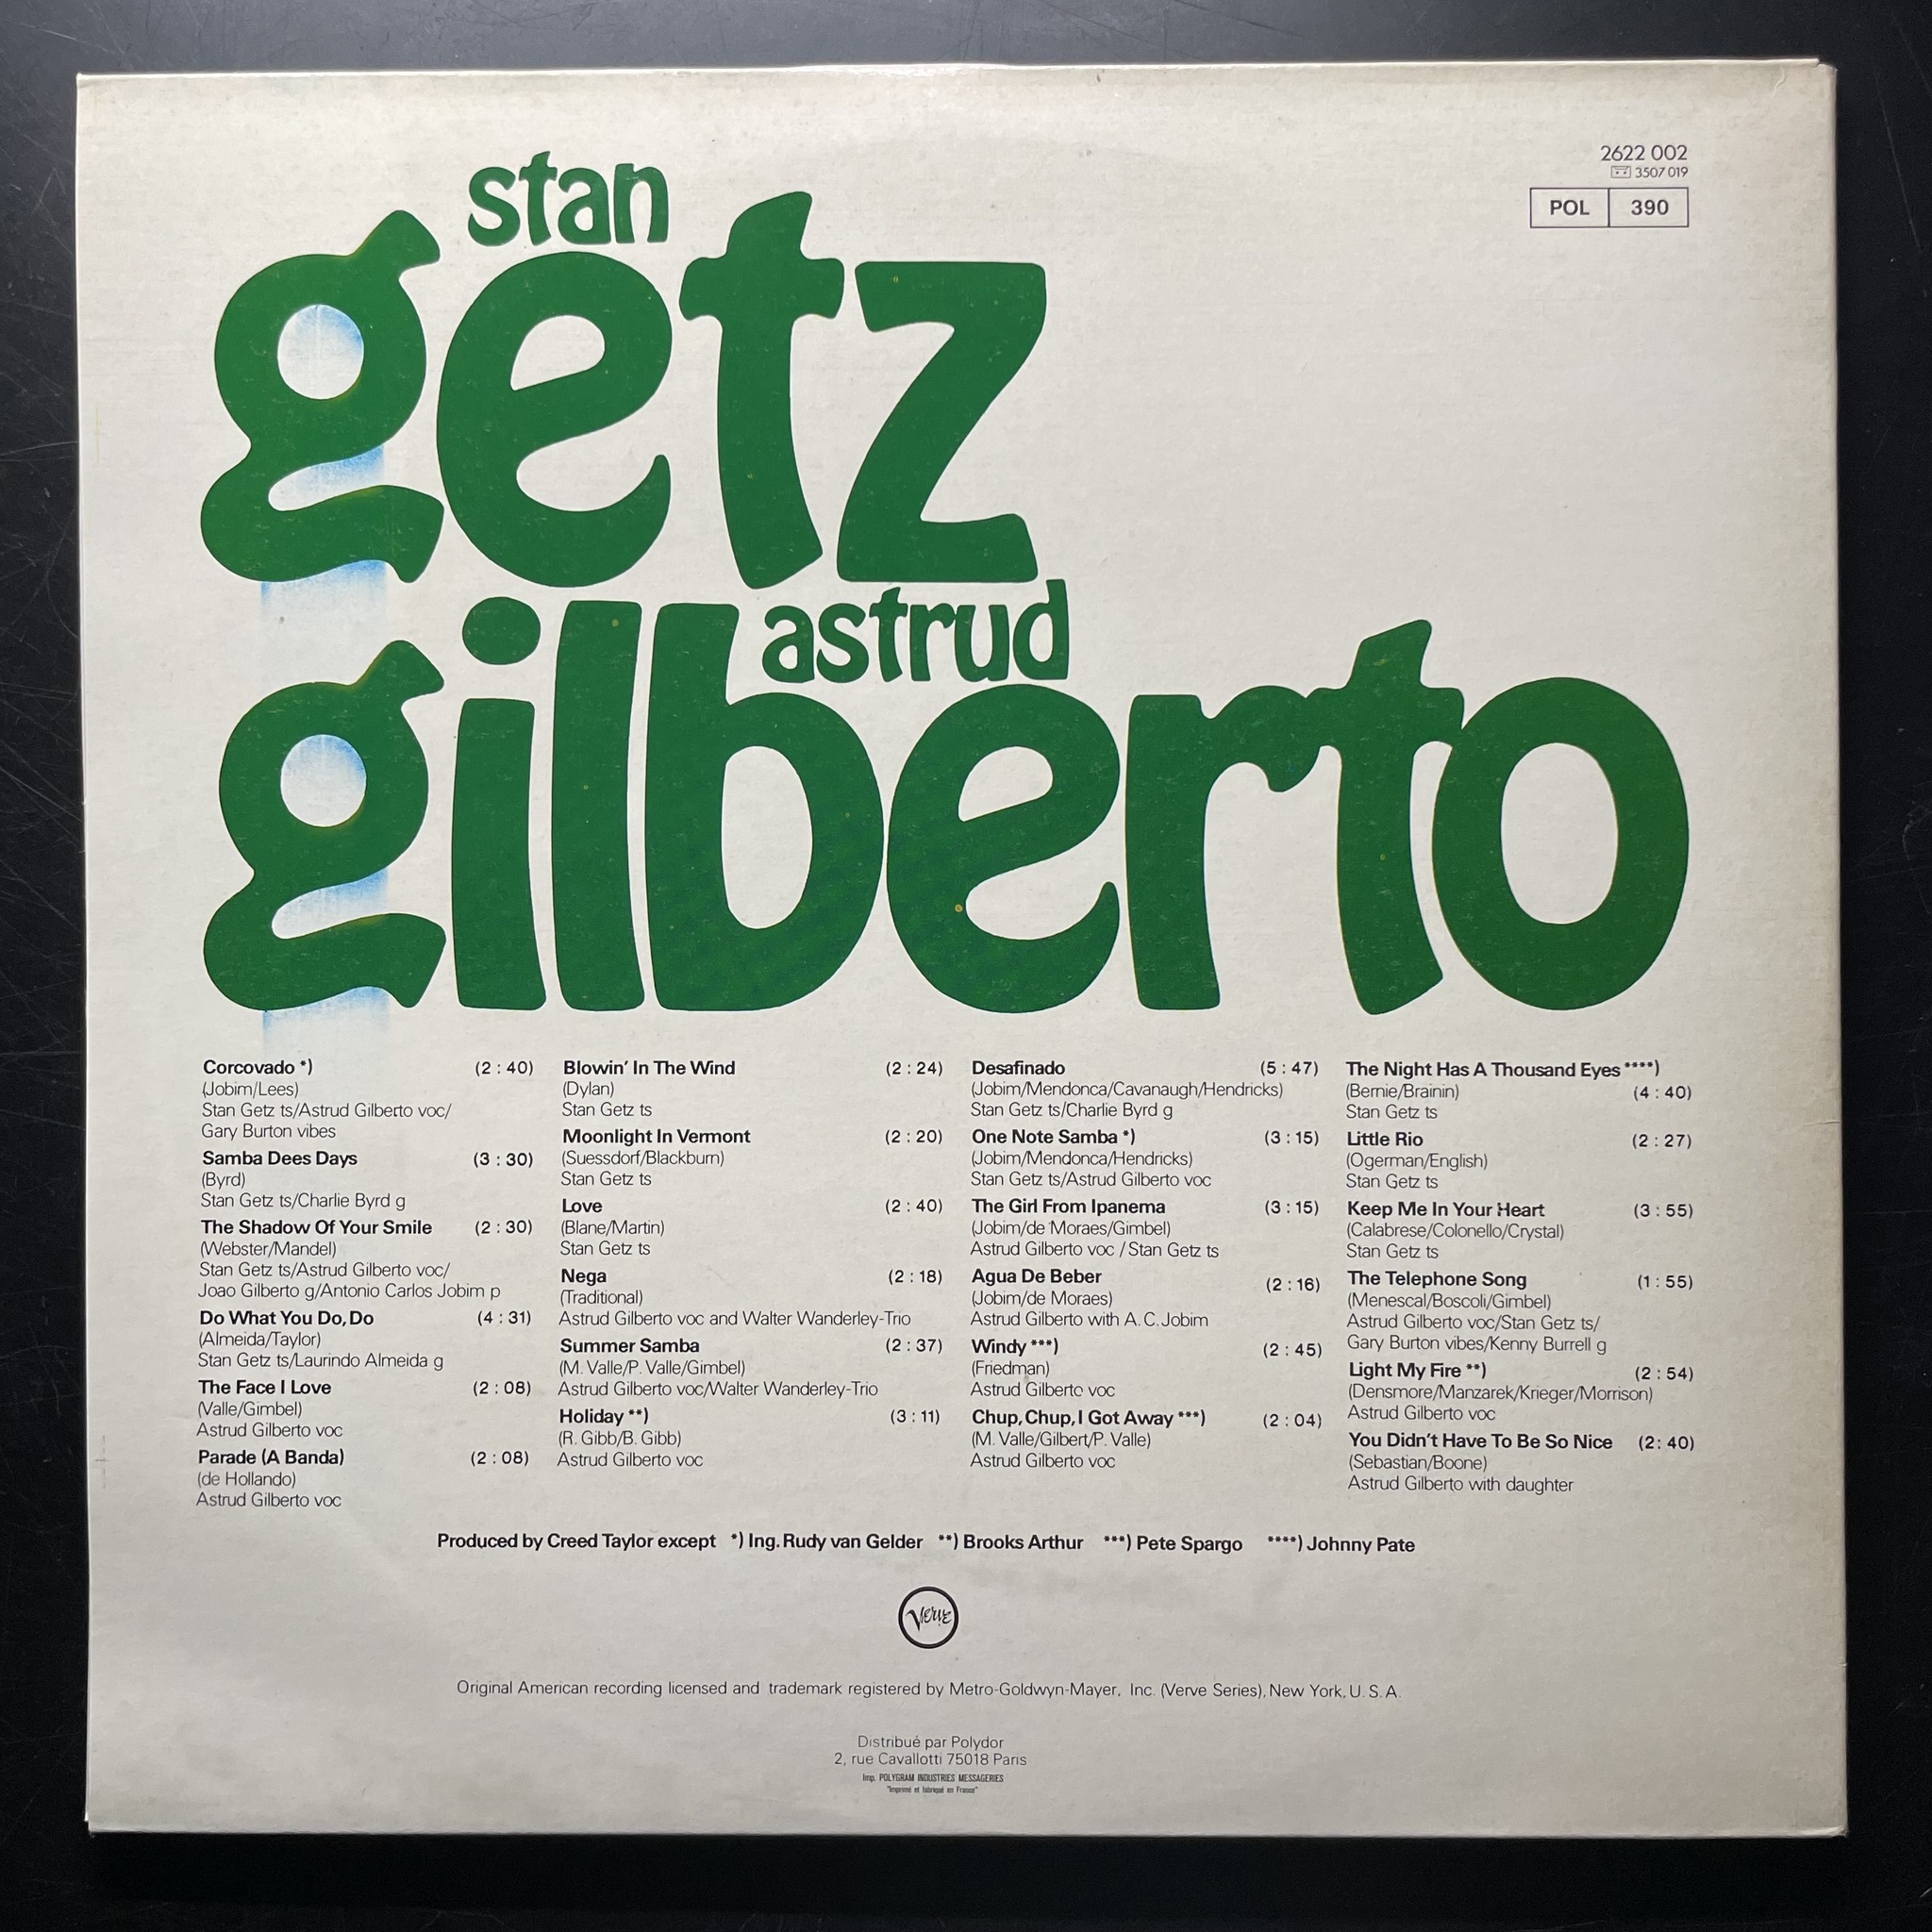 2622 002
3507 019
POL 390
stan
getz
astrud
gilberto
Corcovado *) (2 : 40)
(Jobim/Lees)
Stan Getz ts/Astrud Gilberto voc/
Gary Burton vibes
Samba Dees Days (3 : 30)
(Byrd)
Stan Getz ts/Charlie Byrd g
The Shadow Of Your Smile (2 : 30)
(Webster/Mandel)
Stan Getz ts/Astrud Gilberto voc/
Joao Gilberto g/Antonio Carlos Jobim p
Do What You Do, Do (4 : 31)
(Almeida/Taylor)
Stan Getz ts/Laurindo Almeida g
The Face I Love (2 : 08)
(Valle/Gimbel)
Astrud Gilberto voc
Parade (A Banda) (2 : 08)
(de Hollando)
Astrud Gilberto voc
Blowin' In The Wind (2 : 24)
(Dylan)
Stan Getz ts
Moonlight In Vermont (2 : 20)
(Suessdorf/Blackburn)
Stan Getz ts
Love (2 : 40)
(Blane/Martin)
Stan Getz ts
Nega (2 : 18)
(Traditional)
Astrud Gilberto voc and Walter Wanderley-Trio
Summer Samba (2 : 37)
(M. Valle/P. Valle/Gimbel)
Astrud Gilberto voc/Walter Wanderley-Trio
Holiday **) (3 : 11)
(R. Gibb/B. Gibb)
Astrud Gilberto voc
Desafinado (5 : 47)
(Jobim/Mendonca/Cavanaugh/Hendricks)
Stan Getz ts/Charlie Byrd g
One Note Samba *) (3 : 15)
(Jobim/Mendonca/Hendricks)
Stan Getz ts/Astrud Gilberto voc
The Girl From Ipanema (3 : 15)
(Jobim/de Moraes/Gimbel)
Astrud Gilberto voc / Stan Getz ts
Agua De Beber (2 : 16)
(Jobim/de Moraes)
Astrud Gilberto with A. C. Jobim
Windy ***) (2 : 45)
(Friedman)
Astrud Gilberto voc
Chup, Chup, I Got Away ***) (2 : 04)
(M. Valle/Gilbert/P. Valle)
Astrud Gilberto voc
The Night Has A Thousand Eyes ****)
(Bernie/Brainin) (4 : 40)
Stan Getz ts
Little Rio (2 : 27)
(Ogerman/English)
Stan Getz ts
Keep Me In Your Heart (3 : 55)
(Calabrese/Colonello/Crystal)
Stan Getz ts
The Telephone Song (1 : 55)
(Menescal/Boscoli/Gimbel)
Astrud Gilberto voc/Stan Getz ts/
Gary Burton vibes/Kenny Burrell g
Light My Fire **) (2 : 54)
(Densmore/Manzarek/Krieger/Morrison)
Astrud Gilberto voc
You Didn't Have To Be So Nice (2 : 40)
(Sebastian/Boone)
Astrud Gilberto with daughter
Produced by Creed Taylor except *) Ing. Rudy van Gelder **) Brooks Arthur ***) Pete Spargo ****) Johnny Pate
Verve
Original American recording licensed and trademark registered by Metro-Goldwyn-Mayer, Inc. (Verve Series), New York, U. S. A.
Distribué par Polydor
2, rue Cavallotti 75018 Paris
Imp. POLYGRAM INDUSTRIES MESSAGERIES
"Imprimé et fabriqué en France"